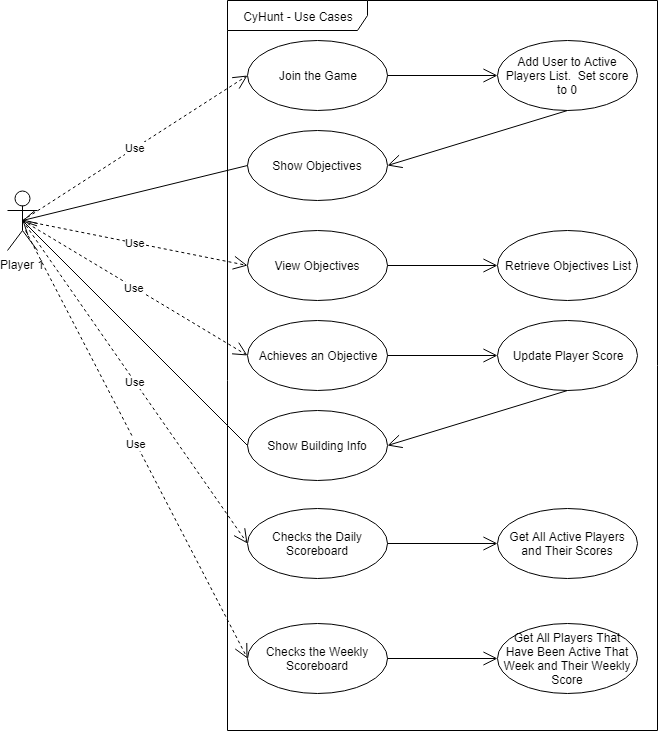 CyHunt - Use Cases
Join the Game
Add User to Active
Players List.  Set score
to 0
Use
Show Objectives
Player 1
Use
View Objectives
Retrieve Objectives List
Use
Achieves an Objective
Update Player Score
Use
Show Building Info
Use
Checks the Daily
Scoreboard
Get All Active Players
and Their Scores
Checks the Weekly
Scoreboard
Get All Players That
Have Been Active That
Week and Their Weekly
Score